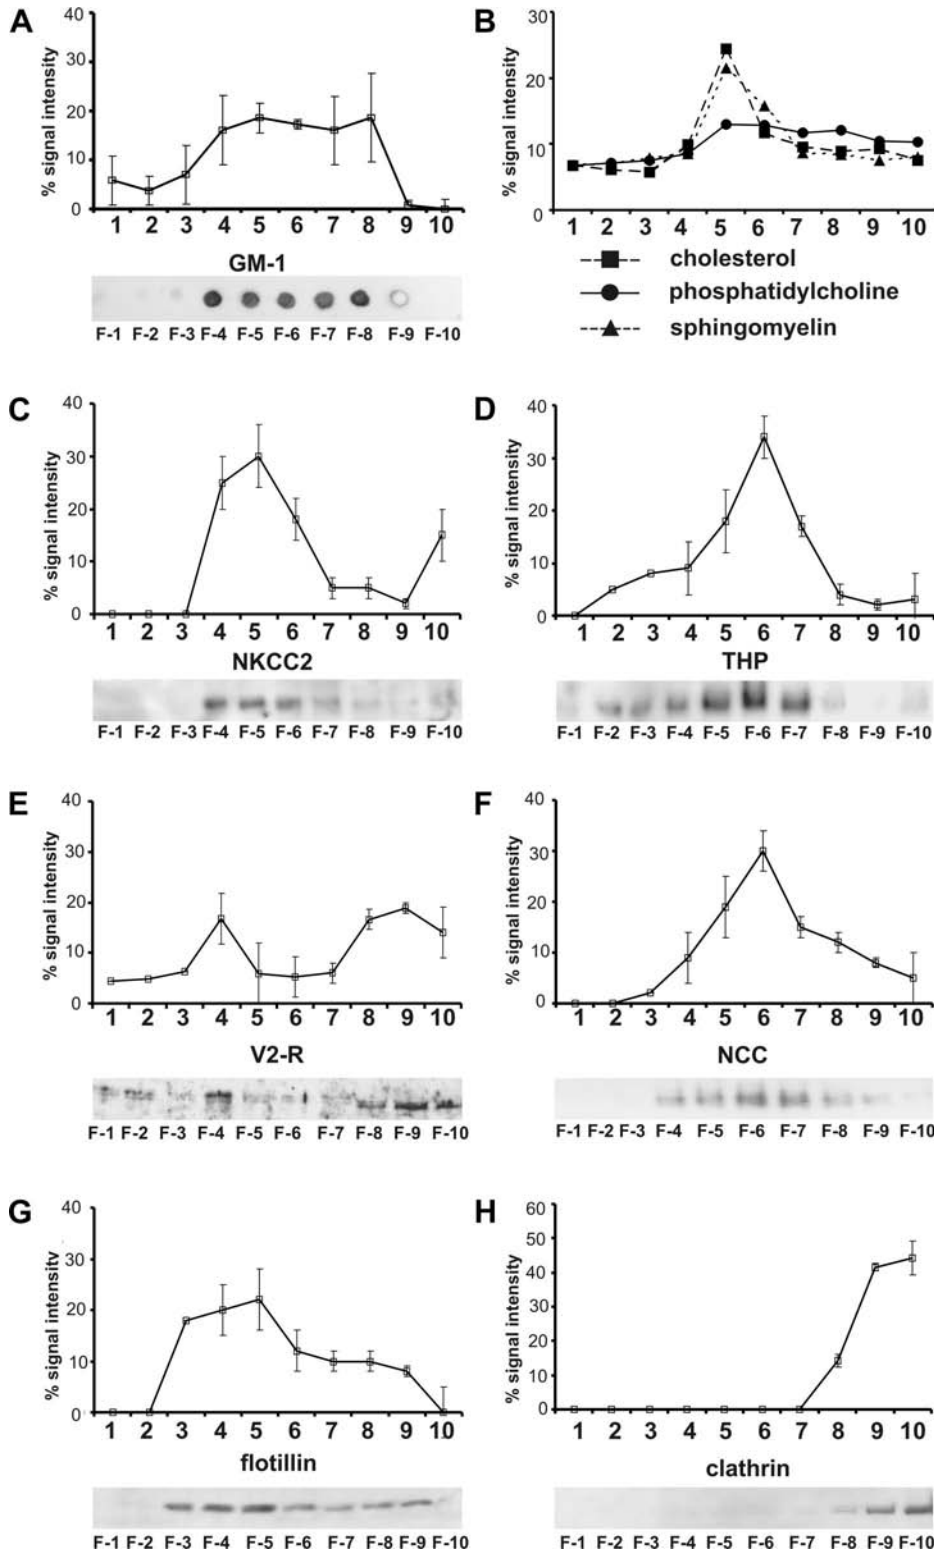 A
% signal intensity
40
30
20
10
0
1 2 3 4 5 6 7 8 9 10
GM-1
F-1 F-2 F-3 F-4 F-5 F-6 F-7 F-8 F-9 F-10
B
% signal intensity
30
20
10
0
1 2 3 4 5 6 7 8 9 10
cholesterol
phosphatidylcholine
sphingomyelin
C
% signal intensity
40
30
20
10
0
1 2 3 4 5 6 7 8 9 10
NKCC2
F-1 F-2 F-3 F-4 F-5 F-6 F-7 F-8 F-9 F-10
D
% signal intensity
40
30
20
10
0
1 2 3 4 5 6 7 8 9 10
THP
F-1 F-2 F-3 F-4 F-5 F-6 F-7 F-8 F-9 F-10
E
% signal intensity
40
30
20
10
0
1 2 3 4 5 6 7 8 9 10
V2-R
F-1 F-2 F-3 F-4 F-5 F-6 F-7 F-8 F-9 F-10
F
% signal intensity
40
30
20
10
0
1 2 3 4 5 6 7 8 9 10
NCC
F-1 F-2 F-3 F-4 F-5 F-6 F-7 F-8 F-9 F-10
G
% signal intensity
40
30
20
10
0
1 2 3 4 5 6 7 8 9 10
flotillin
F-1 F-2 F-3 F-4 F-5 F-6 F-7 F-8 F-9 F-10
H
% signal intensity
60
50
40
30
20
10
0
1 2 3 4 5 6 7 8 9 10
clathrin
F-1 F-2 F-3 F-4 F-5 F-6 F-7 F-8 F-9 F-10